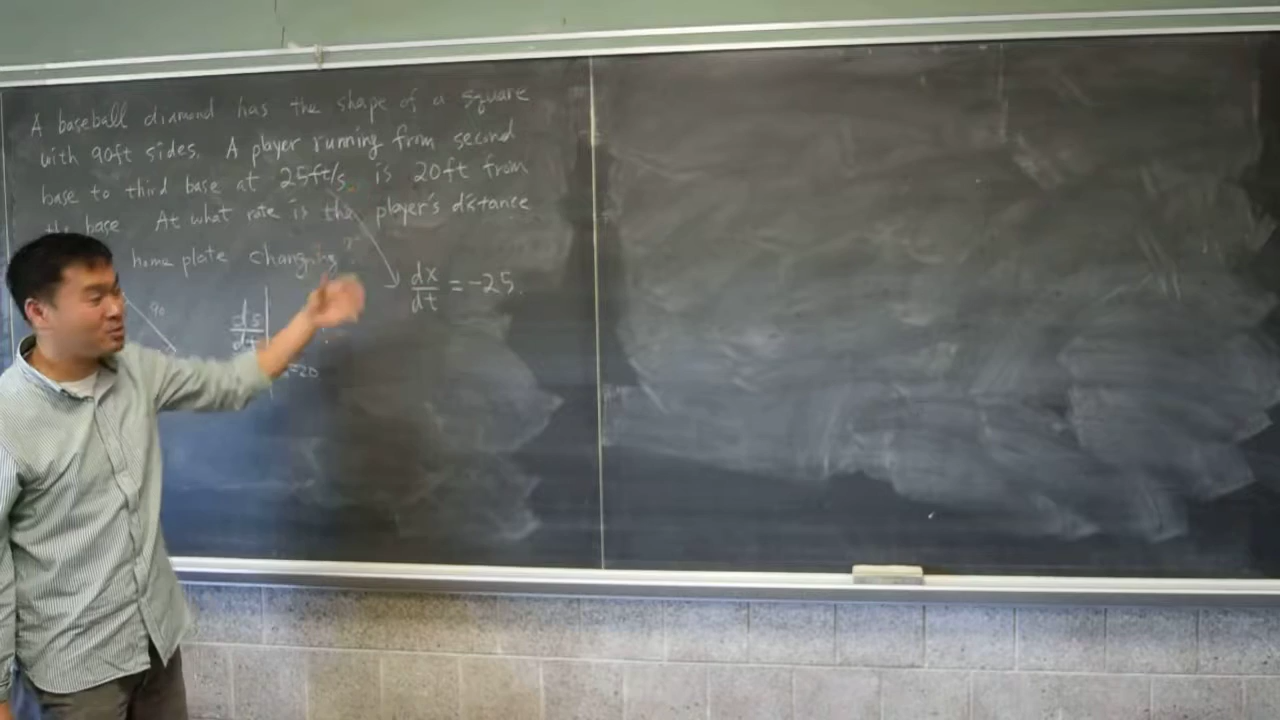 A baseball diamond has the shape of a square
with 90ft sides. A player running from second
base to third base at 25ft/s is 20ft from
base At what rate is the player's distance
home plate changing?
dx/dt = -25.
90
ds/dt
=20